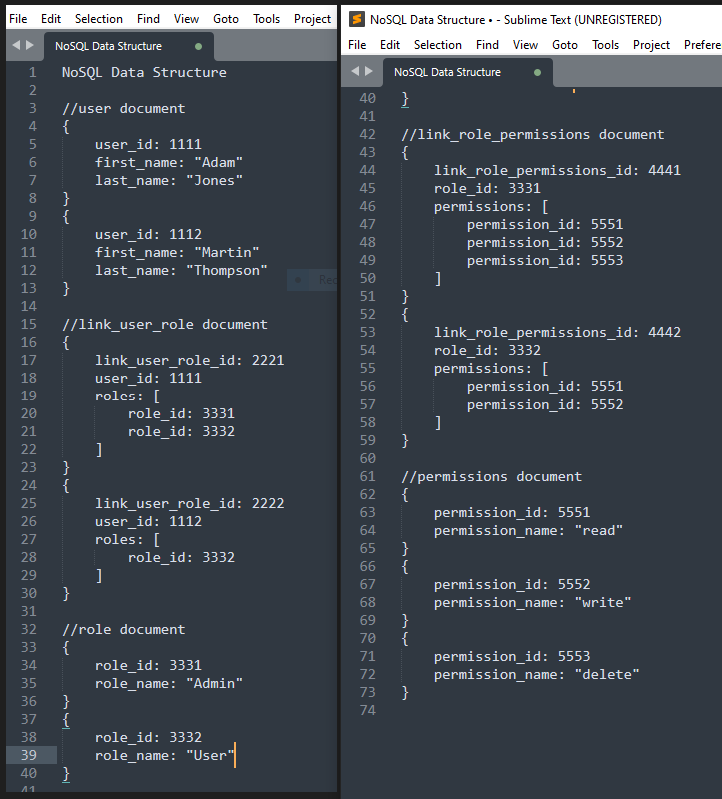 File Edit Selection Find View Goto Tools Project
NoSQL Data Structure
1 NoSQL Data Structure
2
3 //user document
4 {
5 user_id: 1111
6 first_name: "Adam"
7 last_name: "Jones"
8 }
9 {
10 user_id: 1112
11 first_name: "Martin"
12 last_name: "Thompson"
13 }
14
15 //link_user_role document
16 {
17 link_user_role_id: 2221
18 user_id: 1111
19 roles: [
20 role_id: 3331
21 role_id: 3332
22 ]
23 }
24 {
25 link_user_role_id: 2222
26 user_id: 1112
27 roles: [
28 role_id: 3332
29 ]
30 }
31
32 //role document
33 {
34 role_id: 3331
35 role_name: "Admin"
36 }
37 {
38 role_id: 3332
39 role_name: "User"
40 }
41
NoSQL Data Structure • - Sublime Text (UNREGISTERED)
File Edit Selection Find View Goto Tools Project Prefere
NoSQL Data Structure
40 }
41
42 //link_role_permissions document
43 {
44 link_role_permissions_id: 4441
45 role_id: 3331
46 permissions: [
47 permission_id: 5551
48 permission_id: 5552
49 permission_id: 5553
50 ]
51 }
52 {
53 link_role_permissions_id: 4442
54 role_id: 3332
55 permissions: [
56 permission_id: 5551
57 permission_id: 5552
58 ]
59 }
60
61 //permissions document
62 {
63 permission_id: 5551
64 permission_name: "read"
65 }
66 {
67 permission_id: 5552
68 permission_name: "write"
69 }
70 {
71 permission_id: 5553
72 permission_name: "delete"
73 }
74